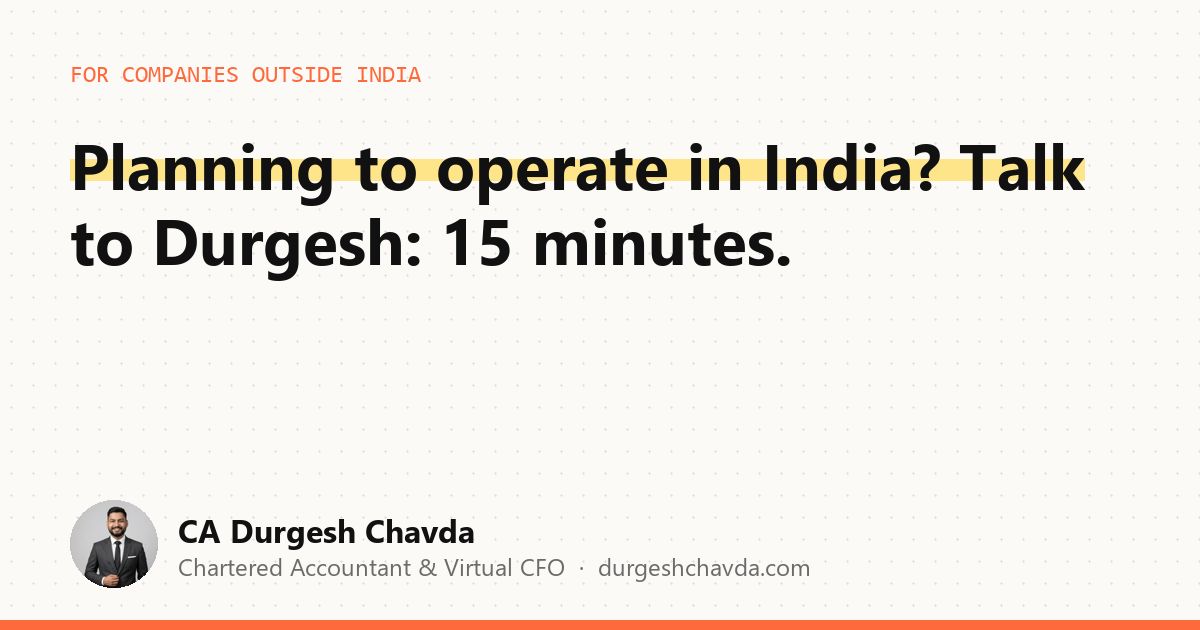 FOR COMPANIES OUTSIDE INDIA
Planning to operate in India? Talk
to Durgesh: 15 minutes.
CA Durgesh Chavda
Chartered Accountant & Virtual CFO · durgeshchavda.com